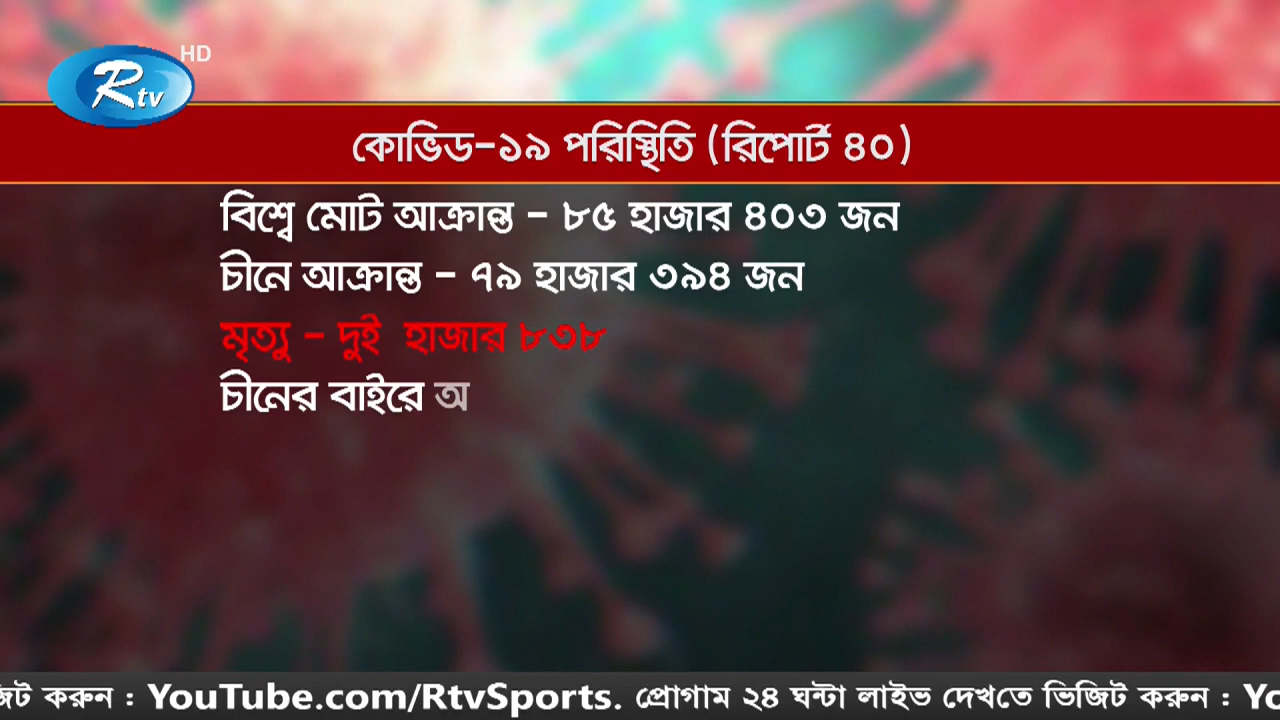 Rtv HD
কোভিড-১৯ পরিস্থিতি (রিপোর্ট ৪০)
বিশ্বে মোট আক্রান্ত - ৮৫ হাজার ৪০৩ জন
চীনে আক্রান্ত - ৭৯ হাজার ৩৯৪ জন
মৃত্যু - দুই হাজার ৮৩৮
চীনের বাইরে অ
জিট করুন : YouTube.com/RtvSports. প্রোগাম ২৪ ঘন্টা লাইভ দেখতে ভিজিট করুন : Yo